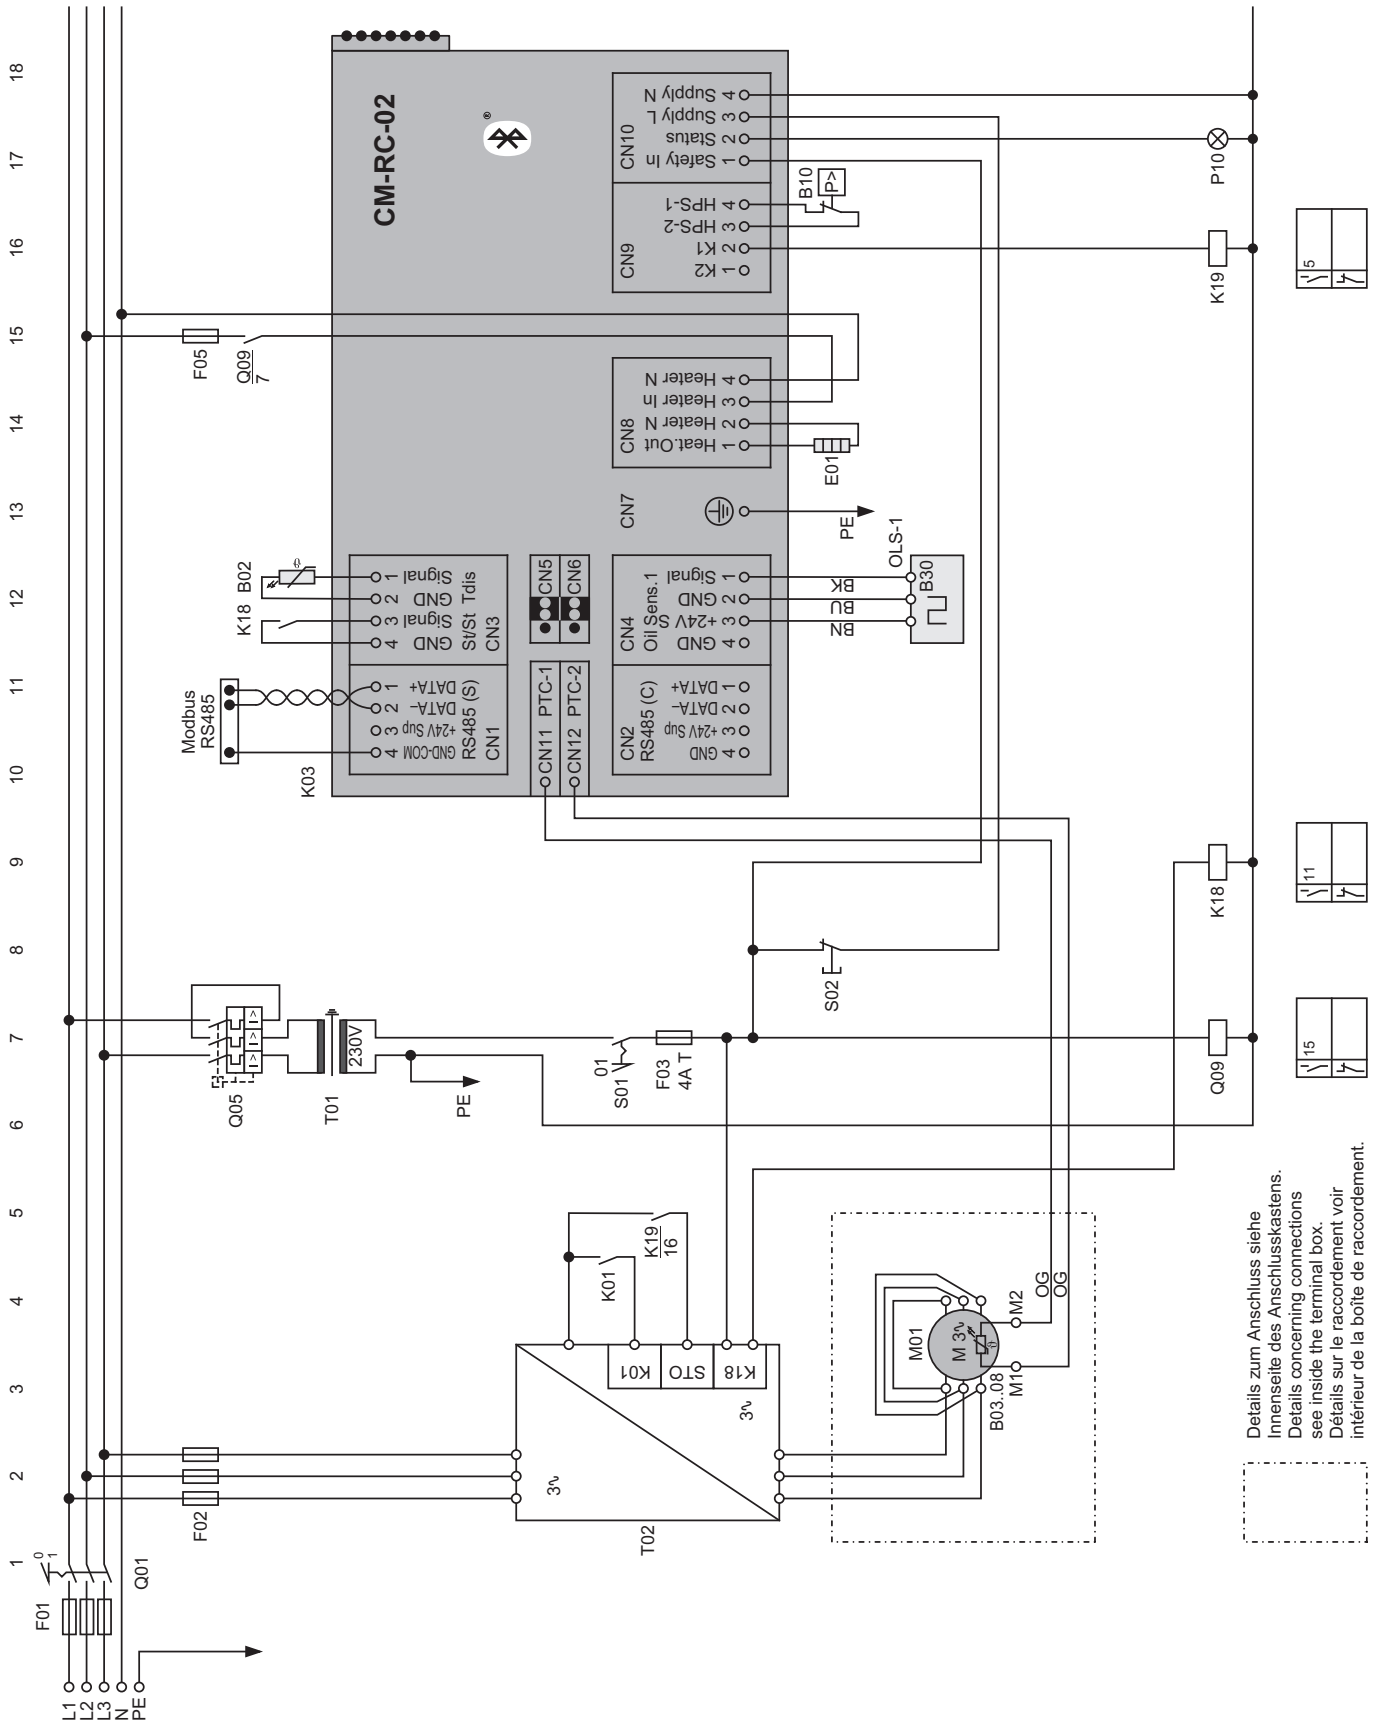 L1
L2
L3
N
PE
F01
0
1
Q01
1
2
3
4
5
6
7
8
9
10
11
12
13
14
15
16
17
18
F02
3∿
3∿
T02
K01
STO
K18
K01
K19
16
M01
M 3∿
B03..08
M1
M2
OG
OG
Q05
I >
I >
I >
T01
230V
PE
01
S01
F03
4A T
S02
Q09
K18
K19
P10
F05
Q09
7
CM-RC-02
®
K03
Modbus
RS485
K18
B02
CN1
RS485 (S)
4 GND-COM
3 +24V Sup
2 DATA–
1 DATA+
CN3
St/St
Tdis
4 GND
3 Signal
2 GND
1 Signal
CN11
PTC-1
CN12
PTC-2
CN5
CN6
CN2
RS485 (C)
GND 4
+24V Sup 3
DATA– 2
DATA+ 1
CN4
Oil Sens.1
GND 4
+24V S 3
GND 2
Signal 1
BN
BU
BK
OLS-1
B30
CN7
PE
CN8
Heat.Out 1
Heater N 2
Heater In 3
Heater N 4
E01
CN9
K2 1
K1 2
HPS-2 3
HPS-1 4
B10
P>
CN10
Safety In 1
Status 2
Supply L 3
Supply N 4
15
11
5
Details zum Anschluss siehe
Innenseite des Anschlusskastens.
Details concerning connections
see inside the terminal box.
Détails sur le raccordement voir
intérieur de la boîte de raccordement.